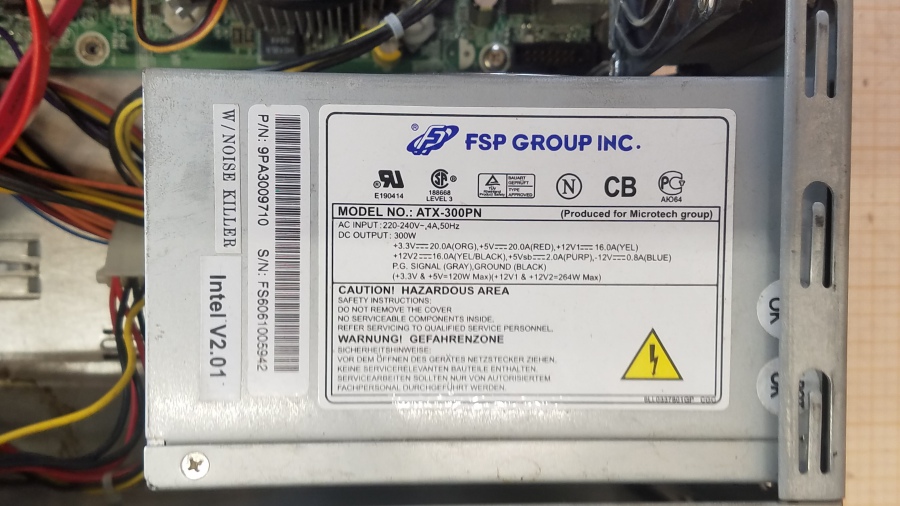 W/NOISE KILLER
Intel V2.01
P/N: 9PA3009710 S/N: FS6061005942
FSP GROUP INC.
E190414
188668
LEVEL 3
BAUART
GEPRÜFT
TYPE
APPROVED
N
CB
PG
AЮ64
MODEL NO.: ATX-300PN (Produced for Microtech group)
AC INPUT: 220-240V~,4A,50Hz
DC OUTPUT: 300W
+3.3V⎓20.0A(ORG),+5V⎓20.0A(RED),+12V1⎓16.0A(YEL)
+12V2⎓16.0A(YEL/BLACK),+5Vsb⎓2.0A(PURP),-12V⎓0.8A(BLUE)
P.G. SIGNAL (GRAY),GROUND (BLACK)
(+3.3V & +5V=120W Max)(+12V1 & +12V2=264W Max)
CAUTION! HAZARDOUS AREA
SAFETY INSTRUCTIONS:
DO NOT REMOVE THE COVER
NO SERVICEABLE COMPONENTS INSIDE.
REFER SERVICING TO QUALIFIED SERVICE PERSONNEL.
WARNUNG! GEFAHRENZONE
SICHERHEITSHINWEISE:
VOR DEM ÖFFNEN DES GERÄTES NETZSTECKER ZIEHEN.
KEINE SERVICERELEVANTEN BAUTEILE ENTHALTEN.
SERVICEARBEITEN SOLLTEN NUR VON AUTORISIERTEM
FACHPERSONAL DURCHGEFÜHRT WERDEN.
OK
OK